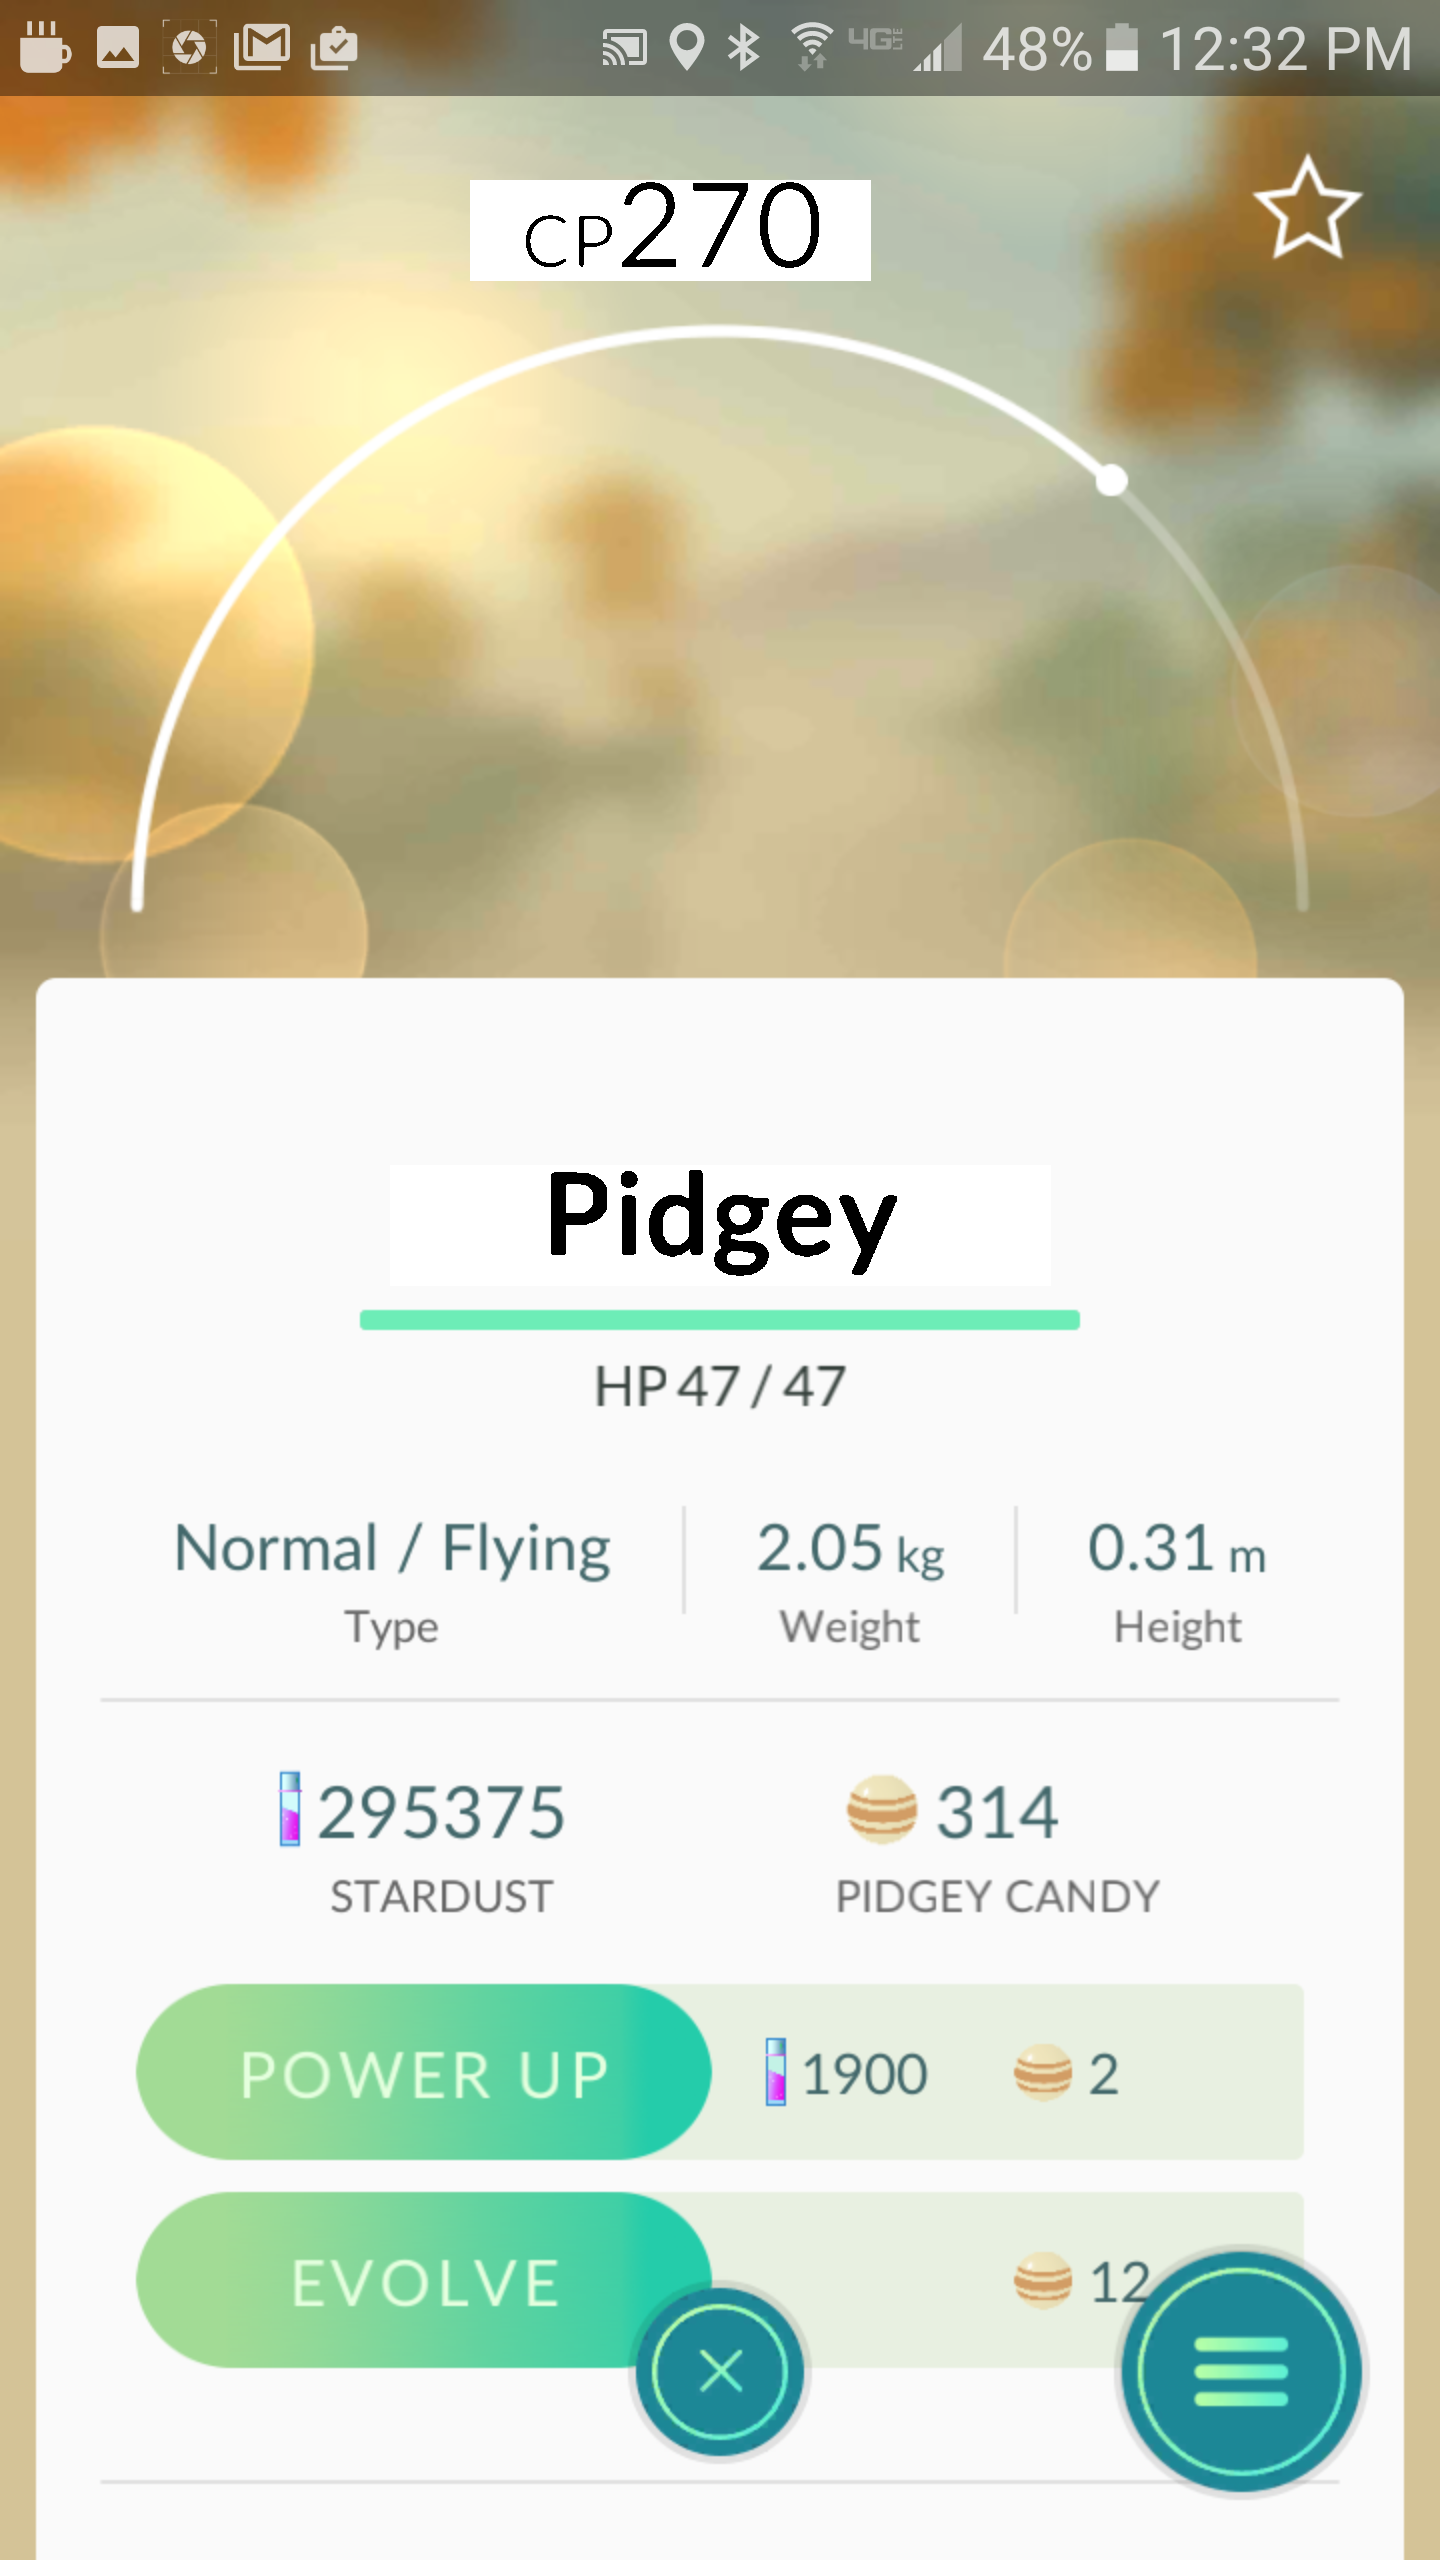 4G LTE 48% 12:32 PM
CP270
Pidgey
HP 47 / 47
Normal / Flying 2.05 kg 0.31 m
Type Weight Height
295375 314
STARDUST PIDGEY CANDY
POWER UP 1900 2
EVOLVE 12